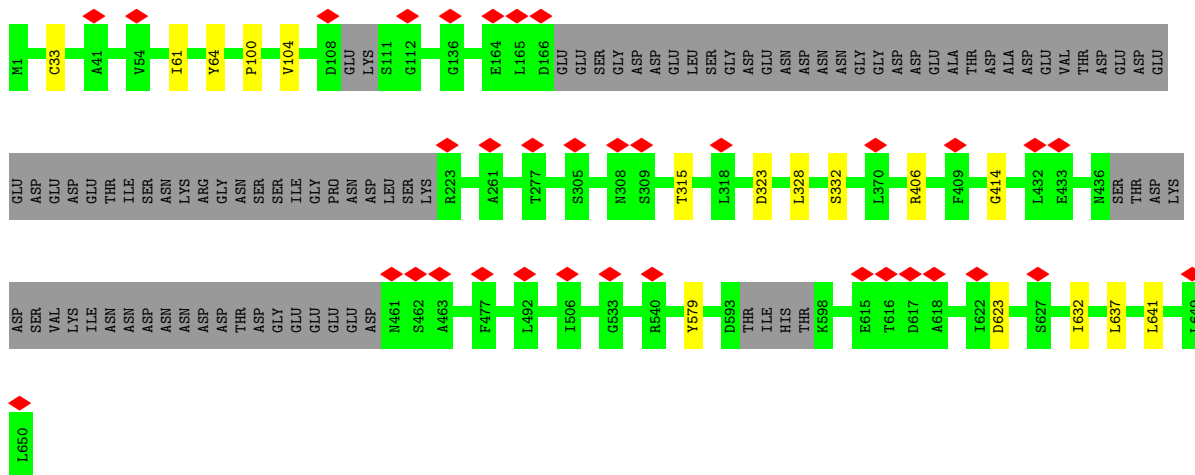 M1 C33 A41 V54 I61 Y64 P100 V104 D108 GLU LYS S111 G112 G136 E164 L165 D166 GLU GLU SER GLY ASP ASP GLU LEU SER GLY ASP GLU ASN ASP ASN ASN GLY GLY ASP ASP GLU ALA THR ASP ALA ASP GLU VAL THR ASP GLU ASP GLU
GLU ASP GLU ASP GLU THR ILE SER ASN LYS ARG GLY ASN SER SER ILE GLY PRO ASN ASP LEU SER LYS R223 A261 T277 S305 N308 S309 T315 L318 D323 L328 S332 L370 R406 F409 G414 L432 E433 N436 SER THR ASP LYS
ASP SER VAL LYS ILE ASN ASN ASP ASN ASN ASP ASP THR ASP GLY GLU GLU GLU GLU ASP N461 S462 A463 F477 L492 I506 G533 R540 Y579 D593 THR ILE HIS THR K598 E615 T616 D617 A618 I622 D623 S627 I632 L637 L641 L649
L650